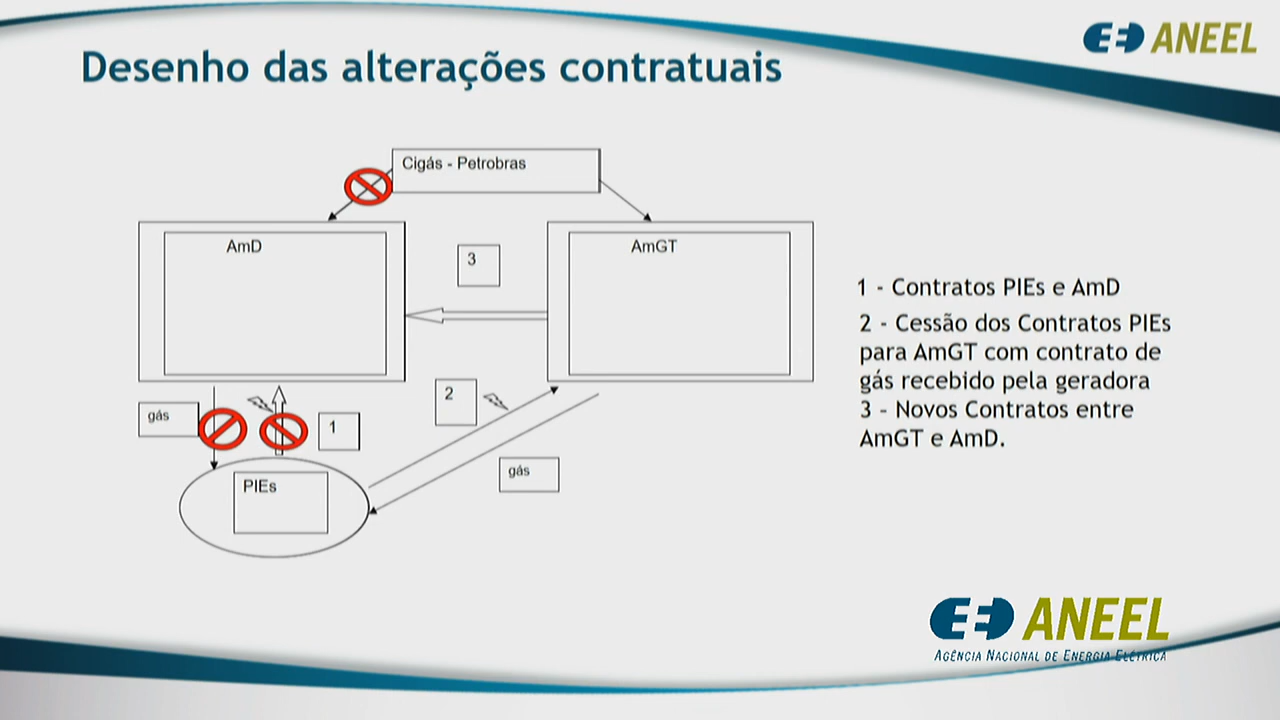 ANEEL
Desenho das alterações contratuais
Cigás - Petrobras
AmD
AmGT
3
1 - Contratos PIEs e AmD
2 - Cessão dos Contratos PIEs
para AmGT com contrato de
gás recebido pela geradora
3 - Novos Contratos entre
AmGT e AmD.
2
gás
1
gás
PIEs
ANEEL
AGÊNCIA NACIONAL DE ENERGIA ELÉTRICA